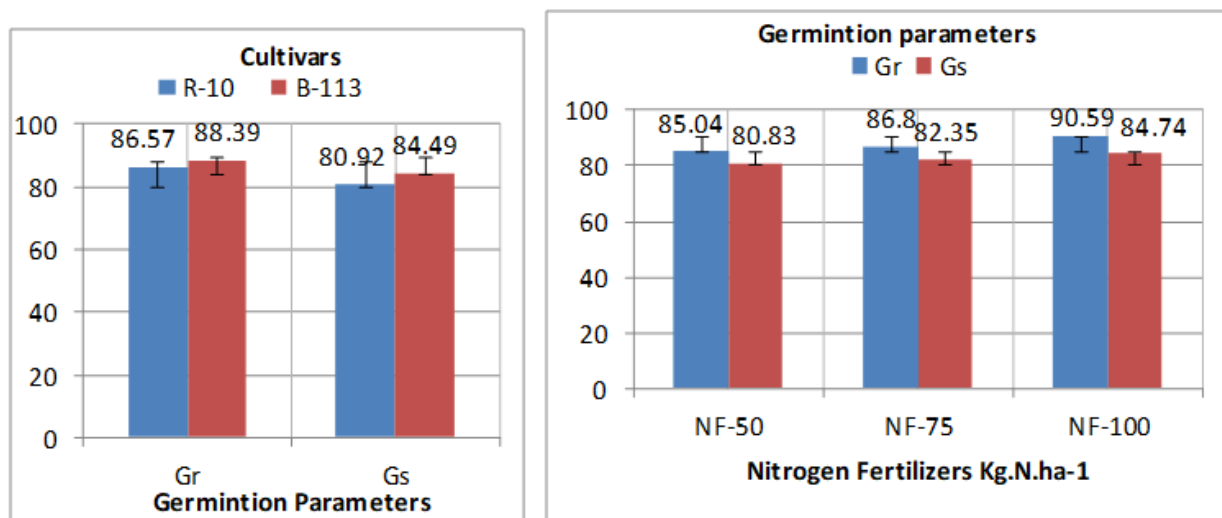 Cultivars
R-10 B-113
86.57 88.39 80.92 84.49
100
80
60
40
20
0
Gr Gs
Germintion Parameters
Germintion parameters
Gr Gs
85.04 80.83 86.8 82.35 90.59 84.74
100
80
60
40
20
0
NF-50 NF-75 NF-100
Nitrogen Fertilizers Kg.N.ha-1